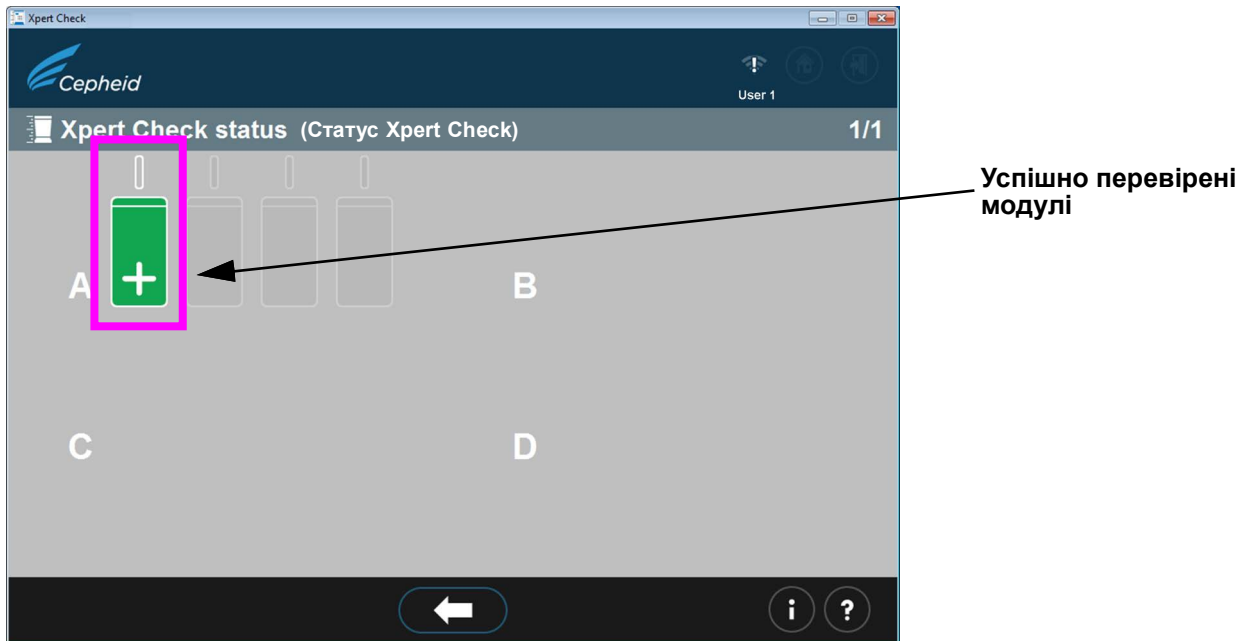 Xpert Check
Cepheid
User 1
Xpert Check status (Статус Xpert Check)
1/1
Успішно перевірені
модулі
A
B
C
D
i
?